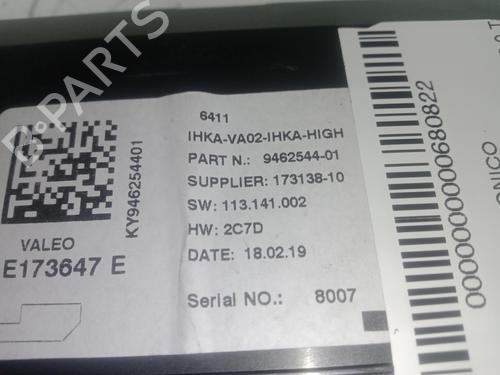 B-Parts
6411
IHKA-VA02-IHKA-HIGH
PART N.: 9462544-01
SUPPLIER: 173138-10
SW: 113.141.002
HW: 2C7D
DATE: 18.02.19
Serial NO.: 8007
KY946254401
VALEO
E173647 E
0000000000680822